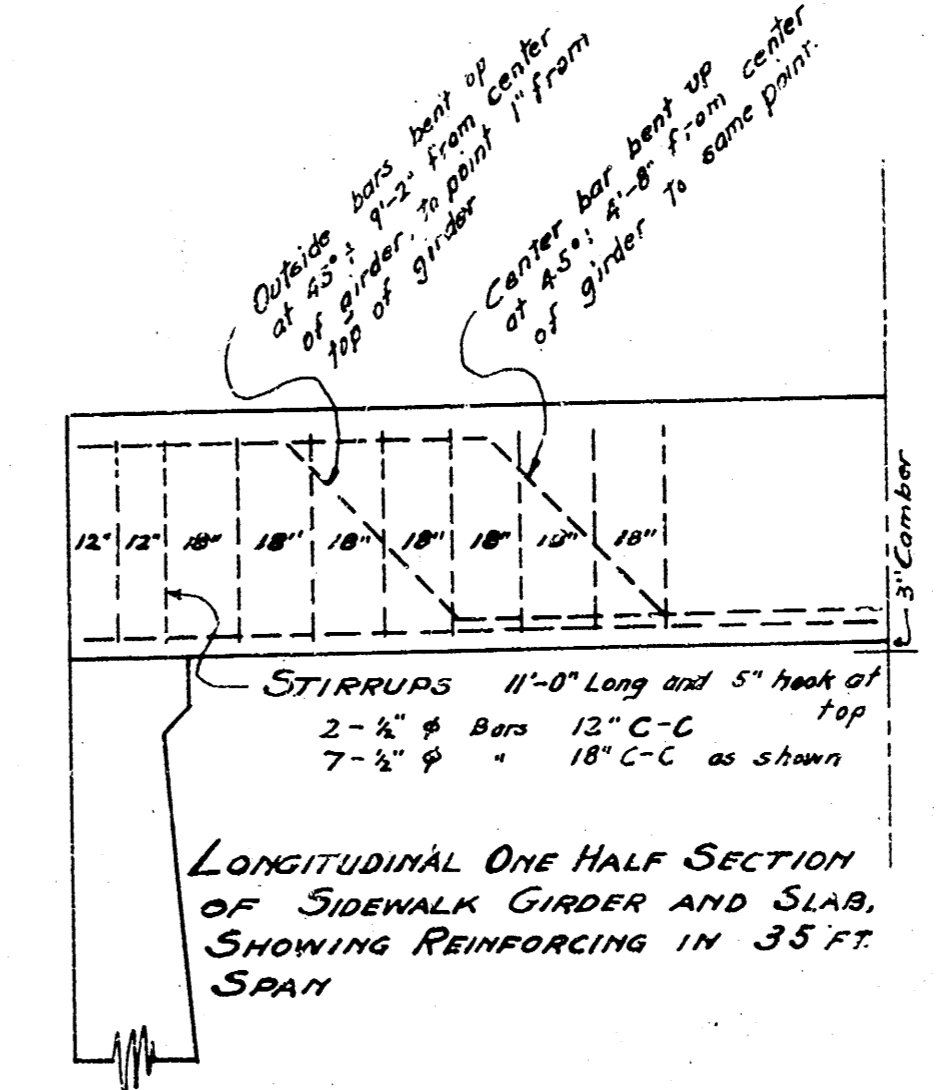 Outside bars bent up
at 45°: 9'-2" from center
of girder, to point 1" from
top of girder
Center bar bent up
at 45°: 4'-8" from center
of girder to same point.
12" 12" 18" 18" 18" 18" 18" 18" 18"
3" Camber
STIRRUPS 11'-0" Long and 5" hook at
top
2-½" φ Bars 12" C-C
7-½" φ " 18" C-C as shown
LONGITUDINAL ONE HALF SECTION
OF SIDEWALK GIRDER AND SLAB,
SHOWING REINFORCING IN 35 FT.
SPAN